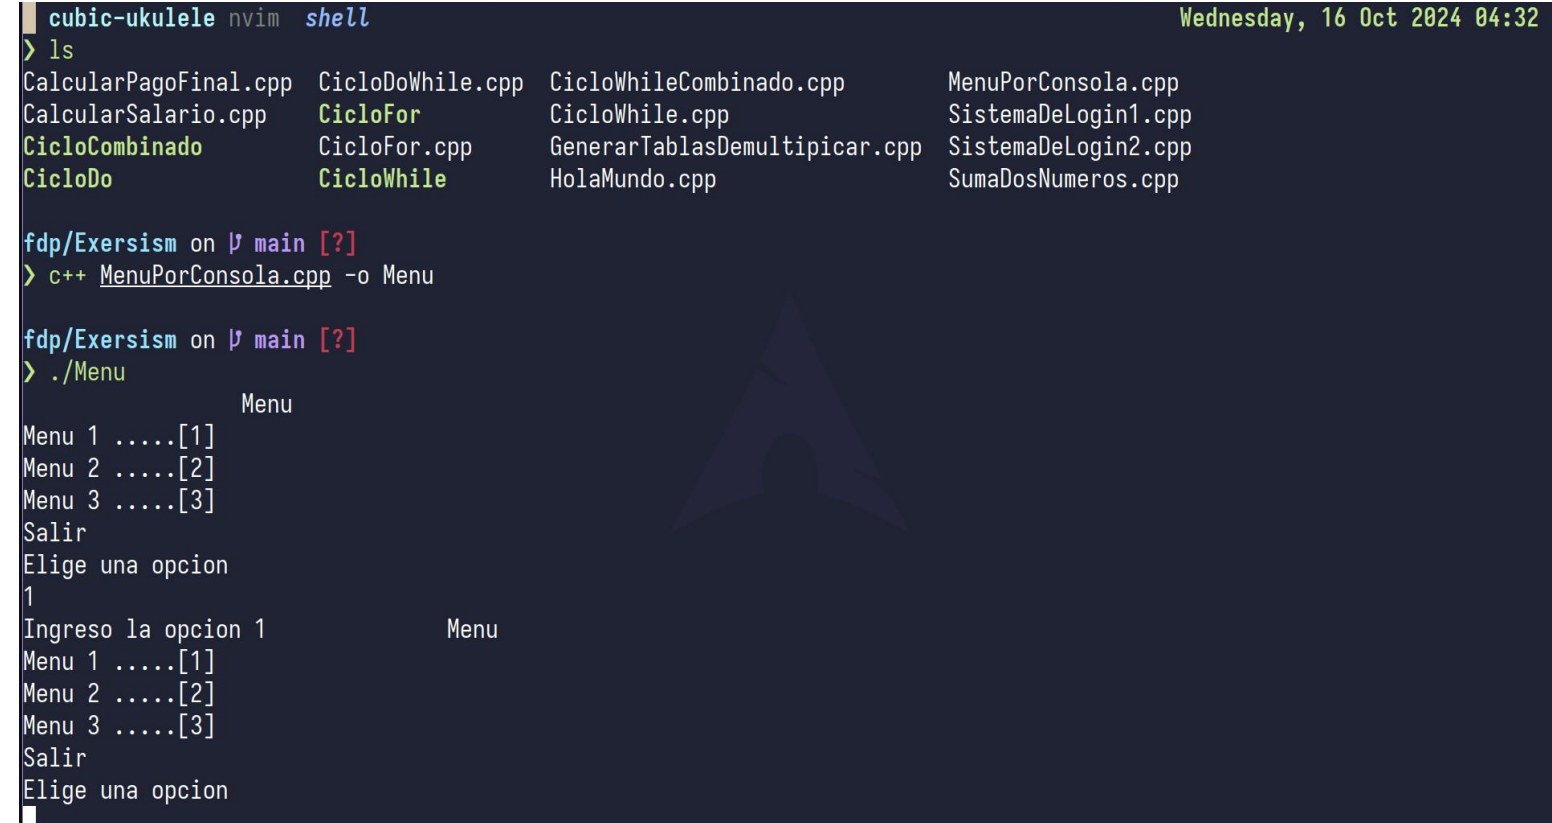 cubic-ukulele nvim shell Wednesday, 16 Oct 2024 04:32
❯ ls
CalcularPagoFinal.cpp CicloDoWhile.cpp CicloWhileCombinado.cpp MenuPorConsola.cpp
CalcularSalario.cpp CicloFor CicloWhile.cpp SistemaDeLogin1.cpp
CicloCombinado CicloFor.cpp GenerarTablasDemultipicar.cpp SistemaDeLogin2.cpp
CicloDo CicloWhile HolaMundo.cpp SumaDosNumeros.cpp
fdp/Exersism on main [?]
❯ c++ MenuPorConsola.cpp -o Menu
fdp/Exersism on main [?]
❯ ./Menu
Menu
Menu 1 .....[1]
Menu 2 .....[2]
Menu 3 .....[3]
Salir
Elige una opcion
1
Ingreso la opcion 1 Menu
Menu 1 .....[1]
Menu 2 .....[2]
Menu 3 .....[3]
Salir
Elige una opcion